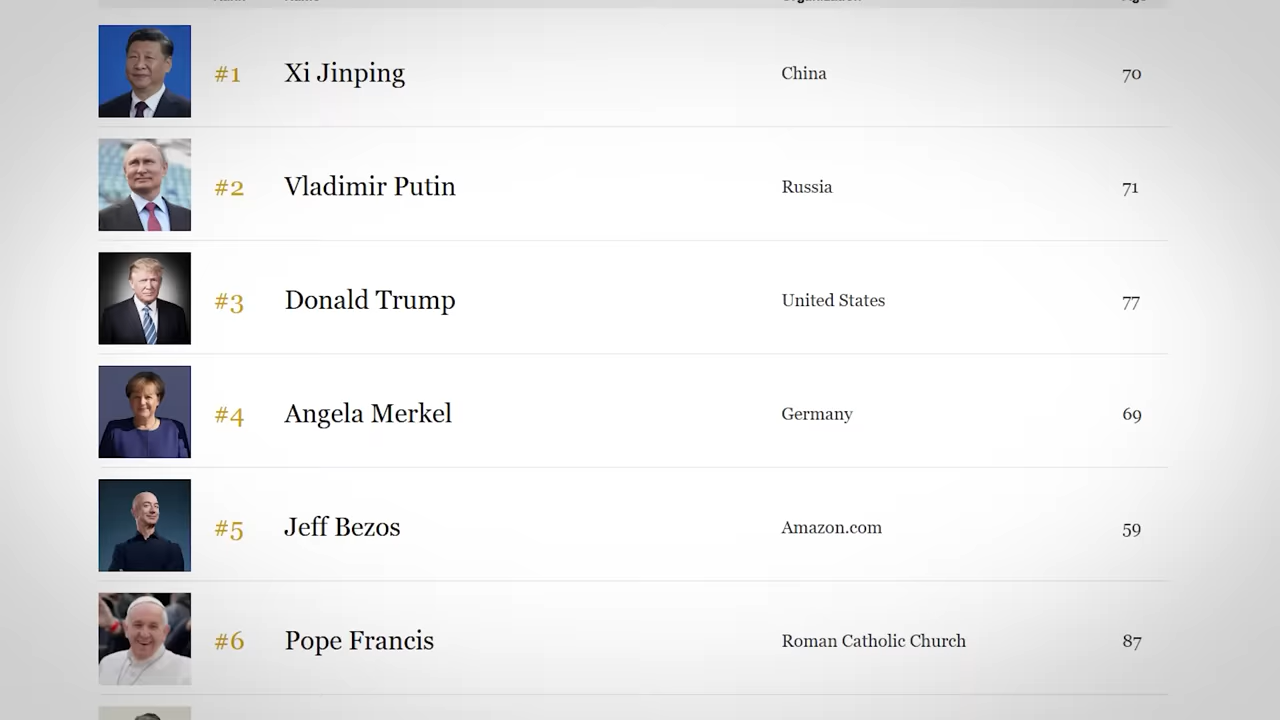 #1 Xi Jinping China 70
#2 Vladimir Putin Russia 71
#3 Donald Trump United States 77
#4 Angela Merkel Germany 69
#5 Jeff Bezos Amazon.com 59
#6 Pope Francis Roman Catholic Church 87